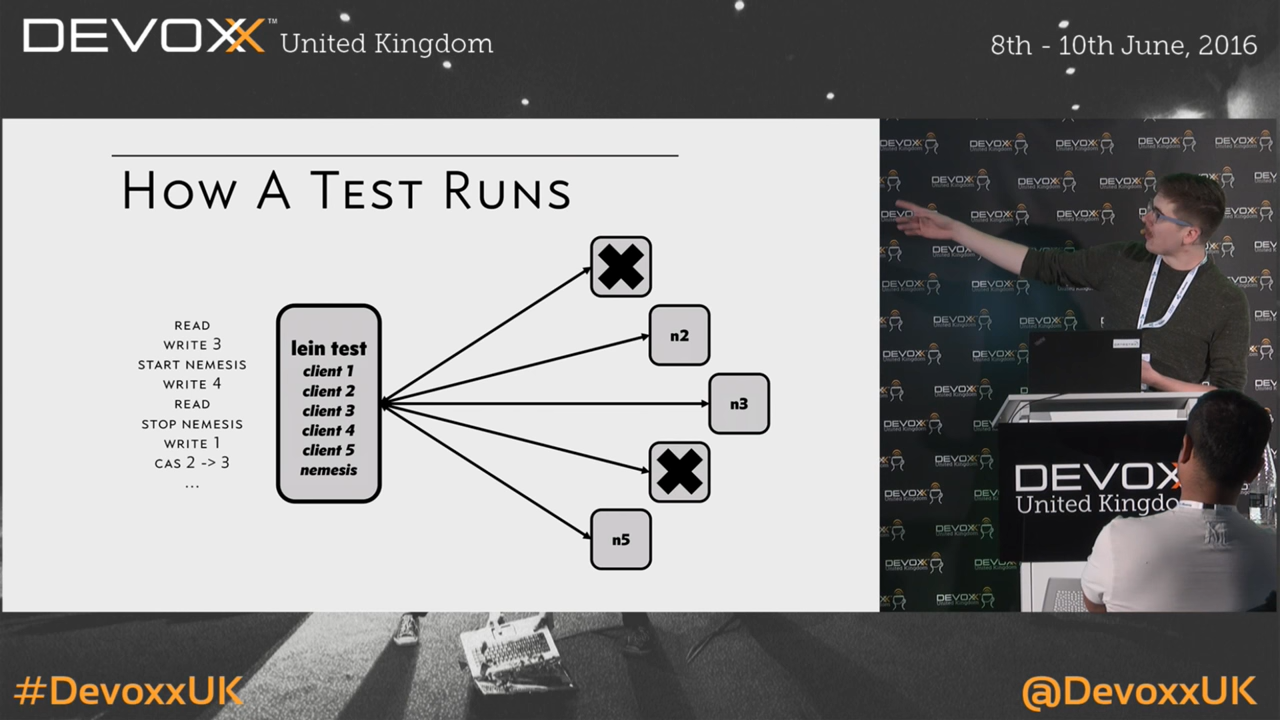 DEVOXX™ United Kingdom
8th - 10th June, 2016
How A Test Runs
READ
WRITE 3
START NEMESIS
WRITE 4
READ
STOP NEMESIS
WRITE 1
CAS 2 -> 3
...
lein test
client 1
client 2
client 3
client 4
client 5
nemesis
n2
n3
n5
DEVOXX
United Kingdo
#DevoxxUK
@DevoxxUK